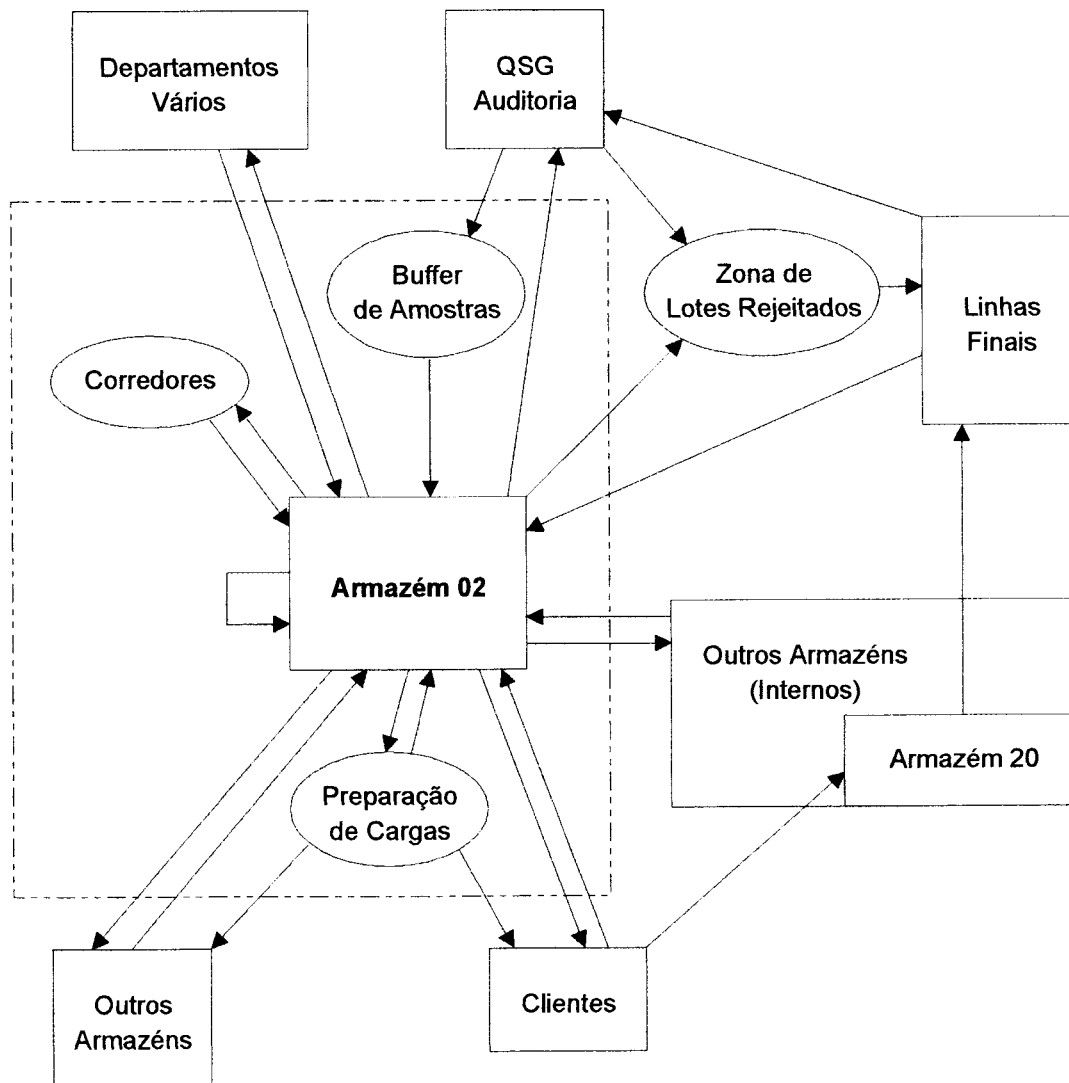 Departamentos
Vários
QSG
Auditoria
Buffer
de Amostras
Zona de
Lotes Rejeitados
Linhas
Finais
Corredores
Armazém 02
Outros Armazéns
(Internos)
Armazém 20
Preparação
de Cargas
Outros
Armazéns
Clientes